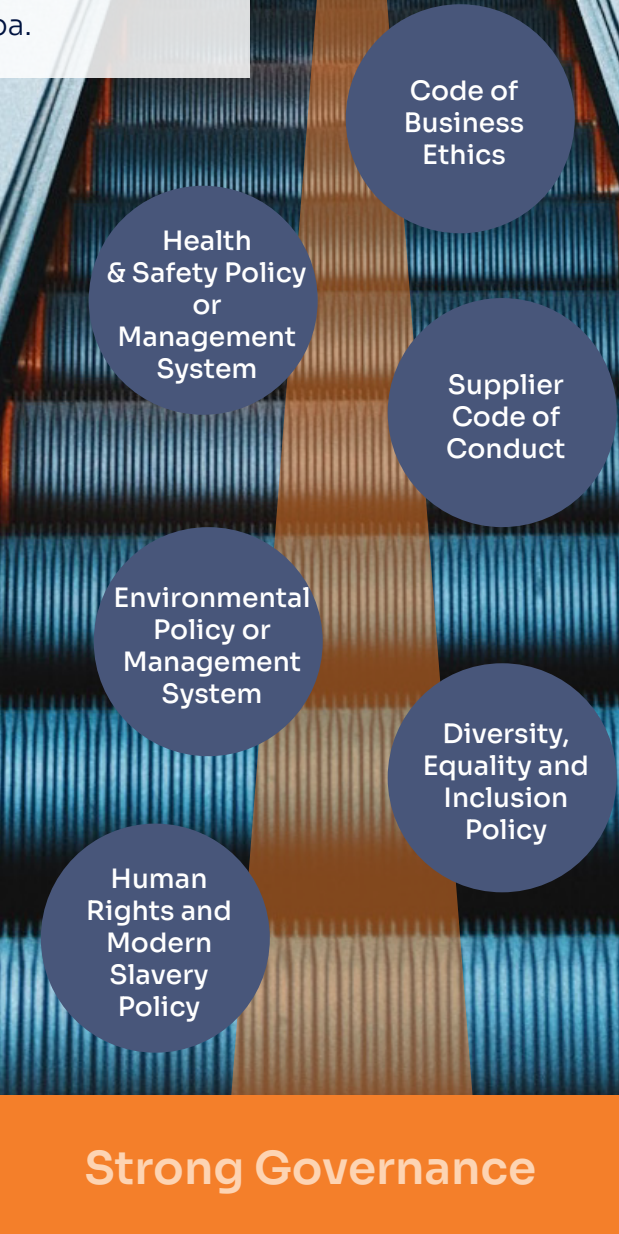 pa.
Code of
Business
Ethics
Health
& Safety Policy
or
Management
System
Supplier
Code of
Conduct
Environmental
Policy or
Management
System
Diversity,
Equality and
Inclusion
Policy
Human
Rights and
Modern
Slavery
Policy
Strong Governance